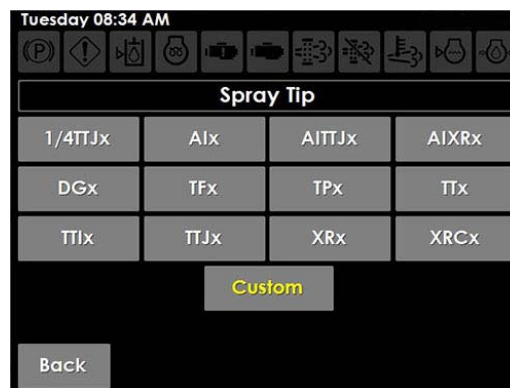 Tuesday 08:34 AM
Spray Tip
1/4TTJx AIx AITTJx AIXRx
DGx TFx TPx TTx
TTIx TTJx XRx XRCx
Custom
Back